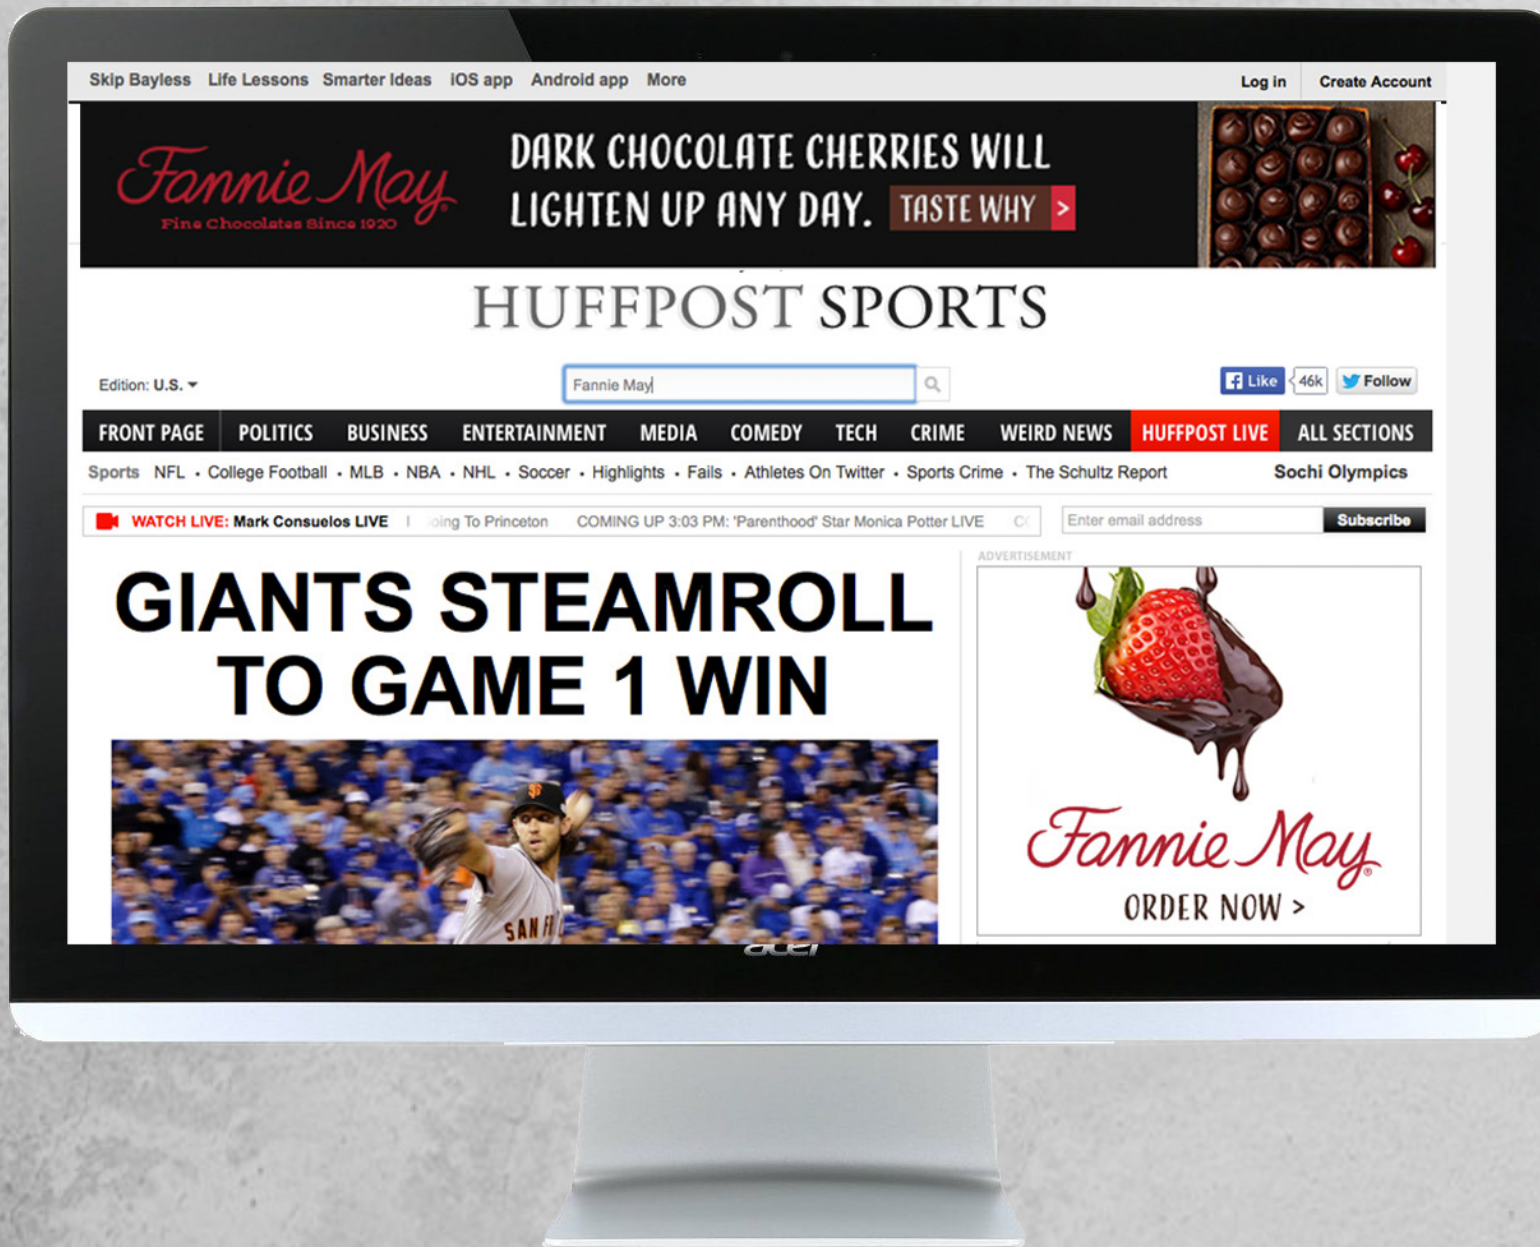 Skip Bayless Life Lessons Smarter Ideas iOS app Android app More Log in Create Account
Fannie May
Fine Chocolates Since 1920
DARK CHOCOLATE CHERRIES WILL
LIGHTEN UP ANY DAY. TASTE WHY >
HUFFPOST SPORTS
Edition: U.S. Fannie May Like 46k Follow
FRONT PAGE POLITICS BUSINESS ENTERTAINMENT MEDIA COMEDY TECH CRIME WEIRD NEWS HUFFPOST LIVE ALL SECTIONS
Sports NFL • College Football • MLB • NBA • NHL • Soccer • Highlights • Fails • Athletes On Twitter • Sports Crime • The Schultz Report Sochi Olympics
WATCH LIVE: Mark Consuelos LIVE To Princeton COMING UP 3:03 PM: 'Parenthood' Star Monica Potter LIVE Enter email address Subscribe
GIANTS STEAMROLL
TO GAME 1 WIN
SF
SAN
ADVERTISEMENT
Fannie May®
ORDER NOW >
acer